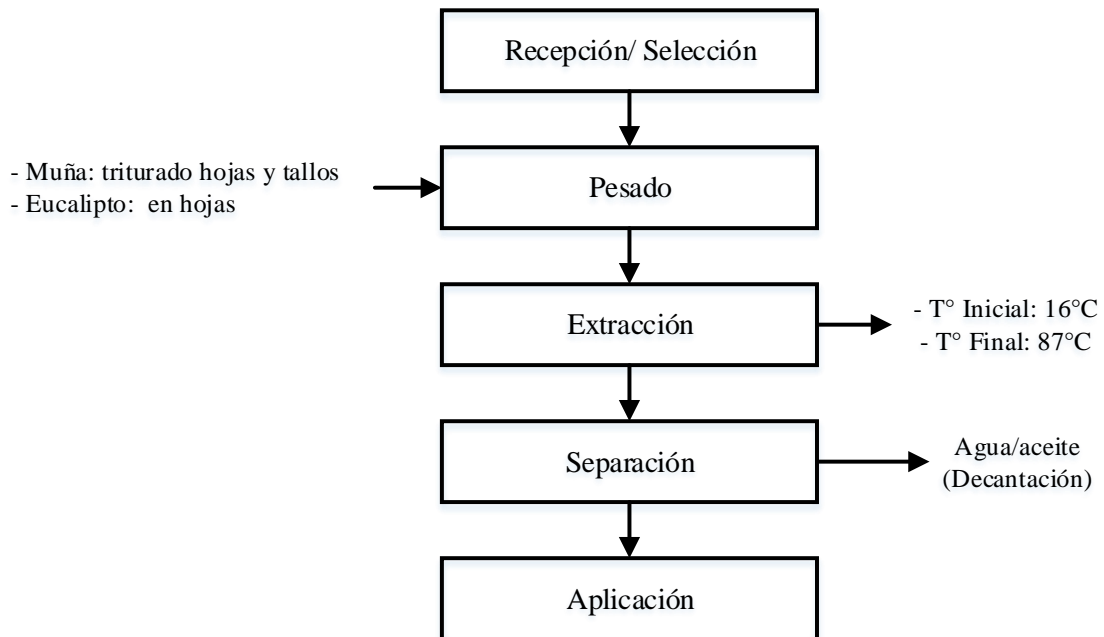 Recepción/ Selección
- Muña: triturado hojas y tallos
- Eucalipto: en hojas
Pesado
Extracción
- T° Inicial: 16°C
- T° Final: 87°C
Separación
Agua/aceite
(Decantación)
Aplicación